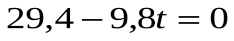 29,4 − 9,8t = 0